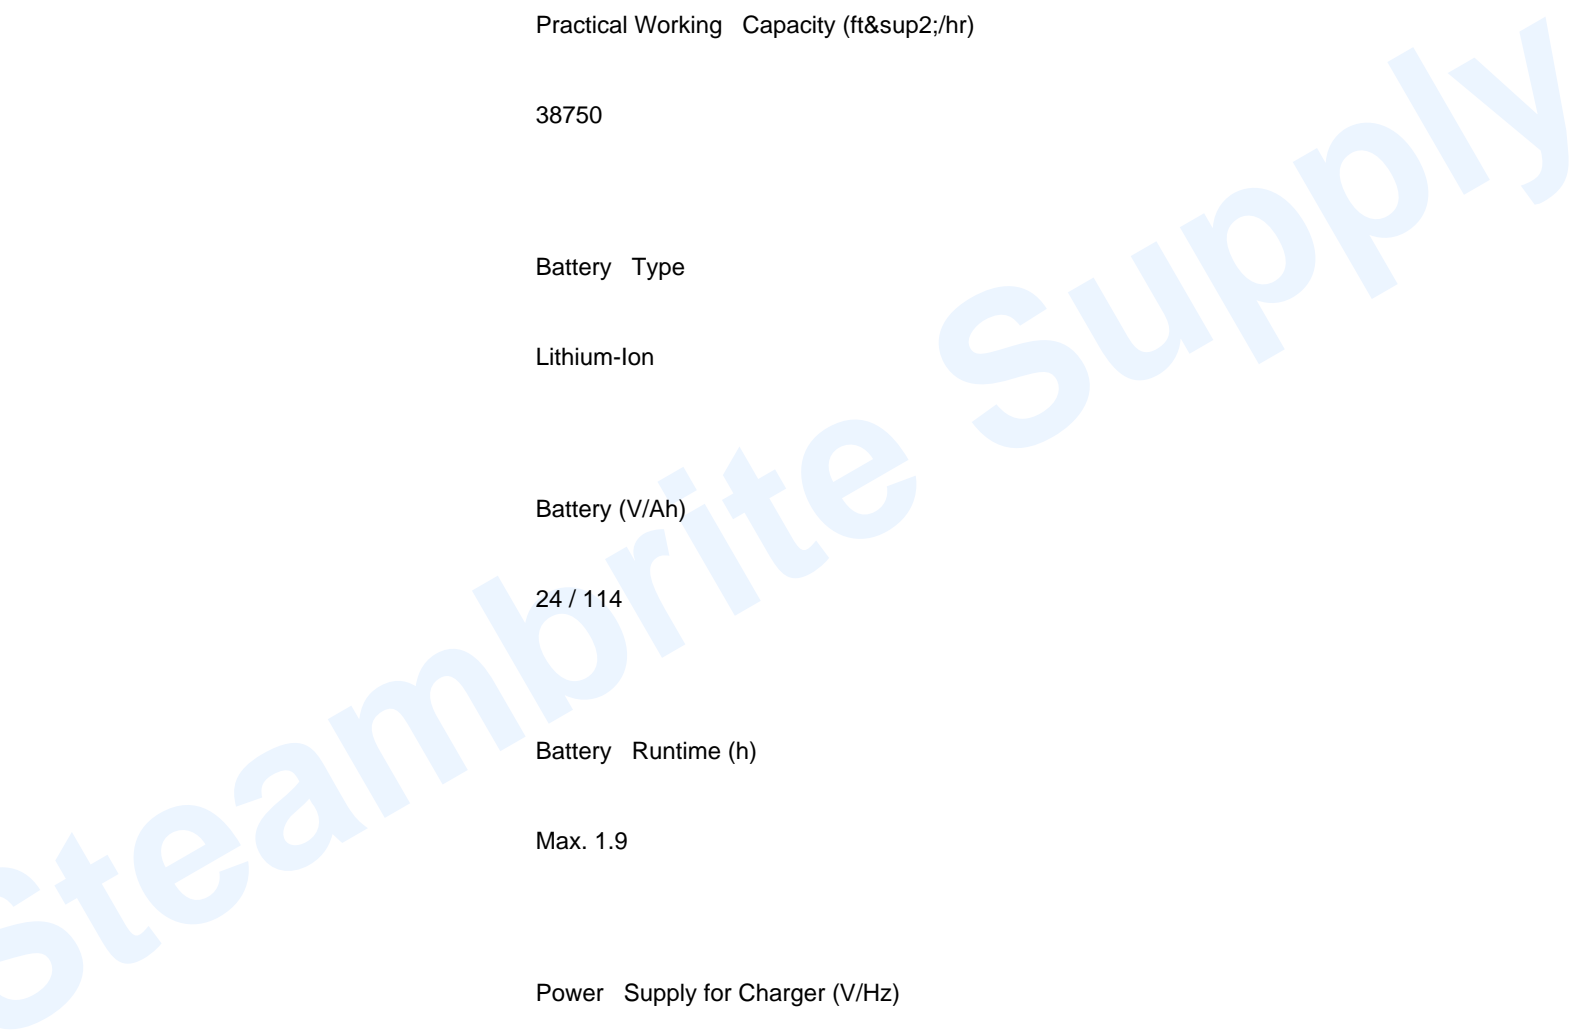 Practical Working   Capacity (ft&sup2;/hr)
38750
Battery   Type
Lithium-Ion
Battery (V/Ah)
24 / 114
Battery   Runtime (h)
Max. 1.9
Power   Supply for Charger (V/Hz)
Steambrite Supply